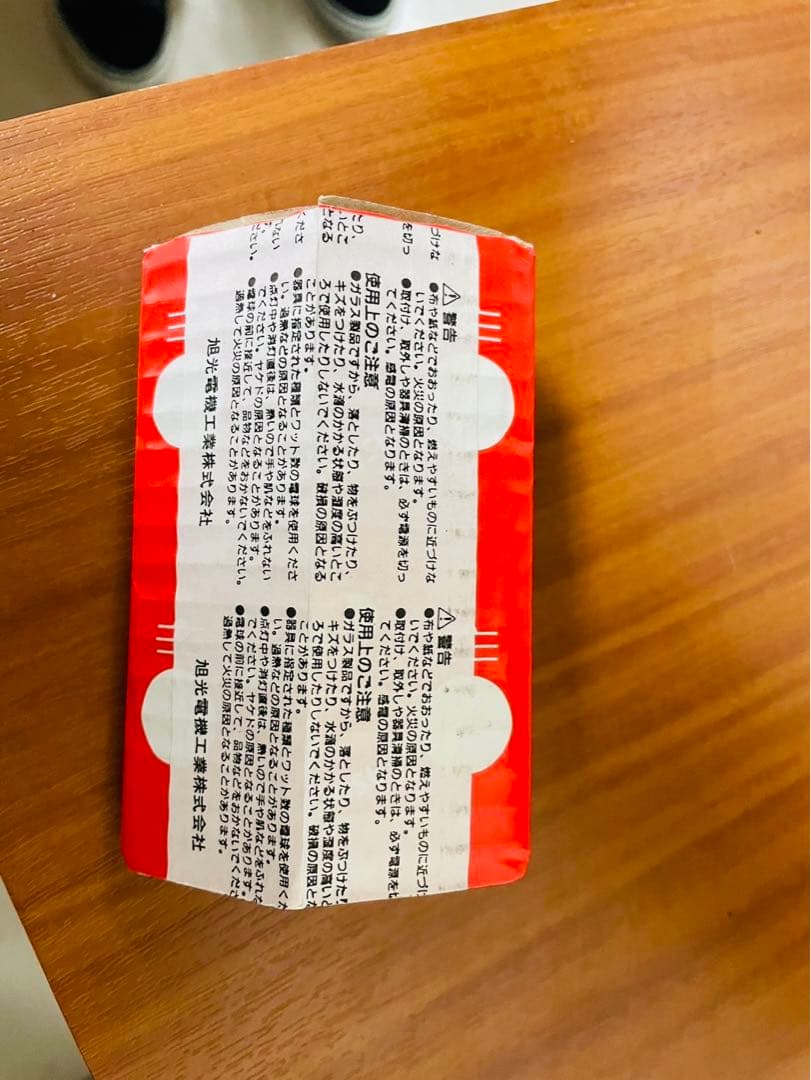 づけな
を切っ
たり、
いとこ
となる
くださ
ない
ださい。
⚠警告
●布や紙などでおおったり、燃えやすいものに近づけな
いでください。火災の原因となります。
●取付け、取外しや器具清掃のときは、必ず電源を切っ
てください。感電の原因となります。
使用上のご注意
●ガラス製品ですから、落としたり、物をぶつけたり、
キズをつけたり、水滴のかかる状態や湿度の高いとこ
ろで使用したりしないでください。破損の原因となる
ことがあります。
●器具に指定された種類とワット数の電球を使用くださ
い。過熱などの原因となることがあります。
●点灯中や消灯直後は、熱いので手や肌などをふれない
でください。ヤケドの原因となることがあります。
●電球の前に接近して、品物などをおかないでください。
過熱して火災の原因となることがあります。
旭光電機工業株式会社
⚠警告
●布や紙などでおおったり、燃えやすいものに近づけ
いでください。火災の原因となります。
●取付け、取外しや器具清掃のときは、必ず電源を
てください。感電の原因となります。
使用上のご注意
●ガラス製品ですから、落としたり、物をぶつけた
キズをつけたり、水滴のかかる状態や湿度の高い
ろで使用したりしないでください。破損の原因と
ことがあります。
●器具に指定された種類とワット数の電球を使用く
い。過熱などの原因となることがあります。
●点灯中や消灯直後は、熱いので手や肌などをふれ
でください。ヤケドの原因となることがあります。
●電球の前に接近して、品物などをおかないでくだ
過熱して火災の原因となることがあります。
旭光電機工業株式会社